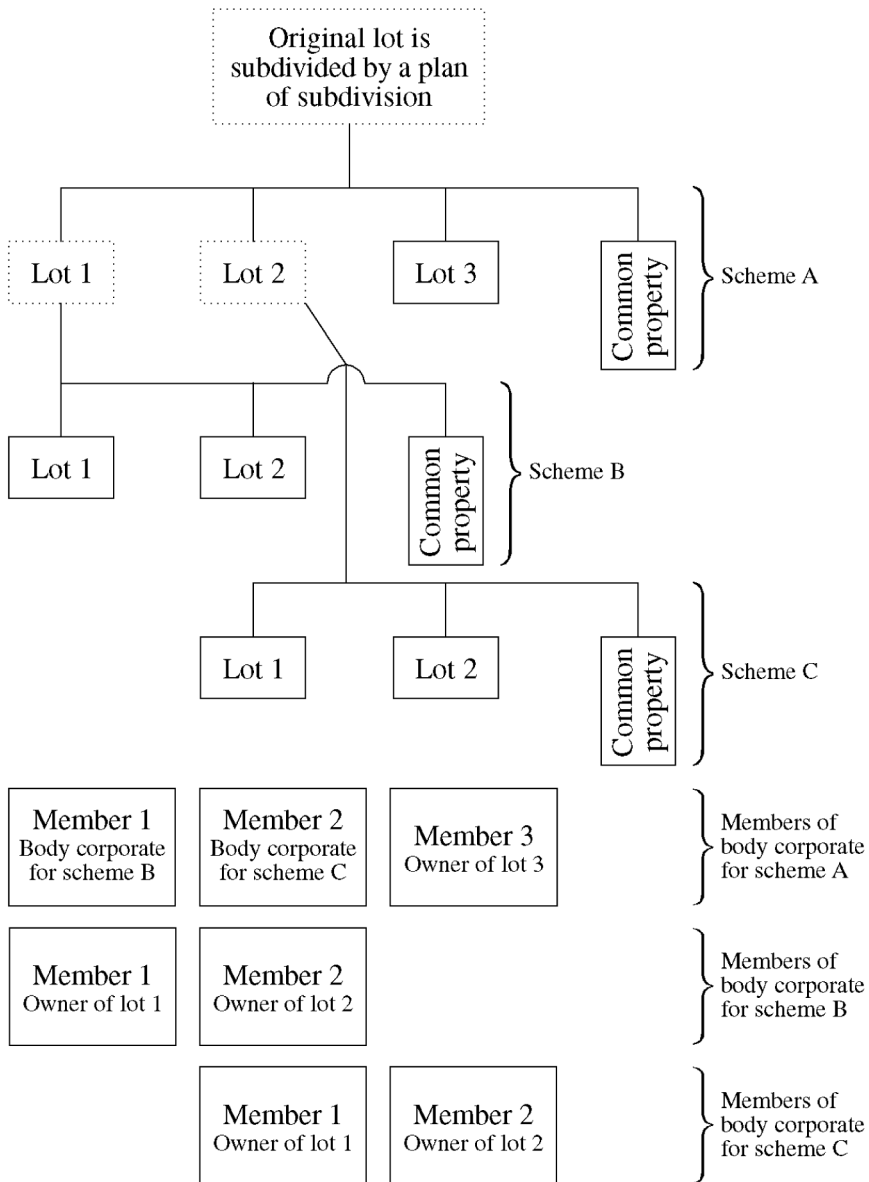 Original lot is
subdivided by a plan
of subdivision
Lot 1
Lot 2
Lot 3
Common
property
Scheme A
Lot 1
Lot 2
Common
property
Scheme B
Lot 1
Lot 2
Common
property
Scheme C
Member 1
Body corporate
for scheme B
Member 2
Body corporate
for scheme C
Member 3
Owner of lot 3
Members of
body corporate
for scheme A
Member 1
Owner of lot 1
Member 2
Owner of lot 2
Members of
body corporate
for scheme B
Member 1
Owner of lot 1
Member 2
Owner of lot 2
Members of
body corporate
for scheme C